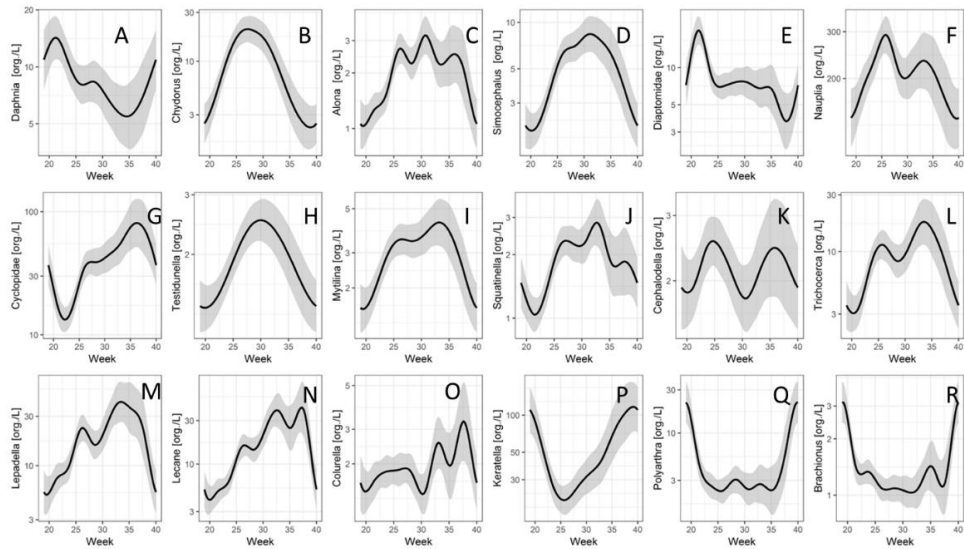 Daphnia [org./L]
20
10
5
A
20 25 30 35 40
Week
Chydorus [org./L]
30
10
3
B
20 25 30 35 40
Week
Alona [org./L]
3
2
1
C
20 25 30 35 40
Week
Simocephalus [org./L]
10
5
3
D
20 25 30 35 40
Week
Diaptomidae [org./L]
10
5
3
E
20 25 30 35 40
Week
Nauplia [org./L]
300
200
F
20 25 30 35 40
Week
Cyclopidae [org./L]
100
30
10
G
20 25 30 35 40
Week
Testidunella [org./L]
3
2
H
20 25 30 35 40
Week
Mytilina [org./L]
5
3
2
I
20 25 30 35 40
Week
Squatinella [org./L]
3
2
1
J
20 25 30 35 40
Week
Cephalodella [org./L]
3
2
K
20 25 30 35 40
Week
Trichocerca [org./L]
30
10
3
L
20 25 30 35 40
Week
Lepadella [org./L]
30
10
3
M
20 25 30 35 40
Week
Lecane [org./L]
30
10
3
N
20 25 30 35 40
Week
Colurella [org./L]
5
3
2
O
20 25 30 35 40
Week
Keratella [org./L]
100
30
P
20 25 30 35 40
Week
Polyarthra [org./L]
30
10
3
Q
20 25 30 35 40
Week
Brachionus [org./L]
3
2
1
R
20 25 30 35 40
Week